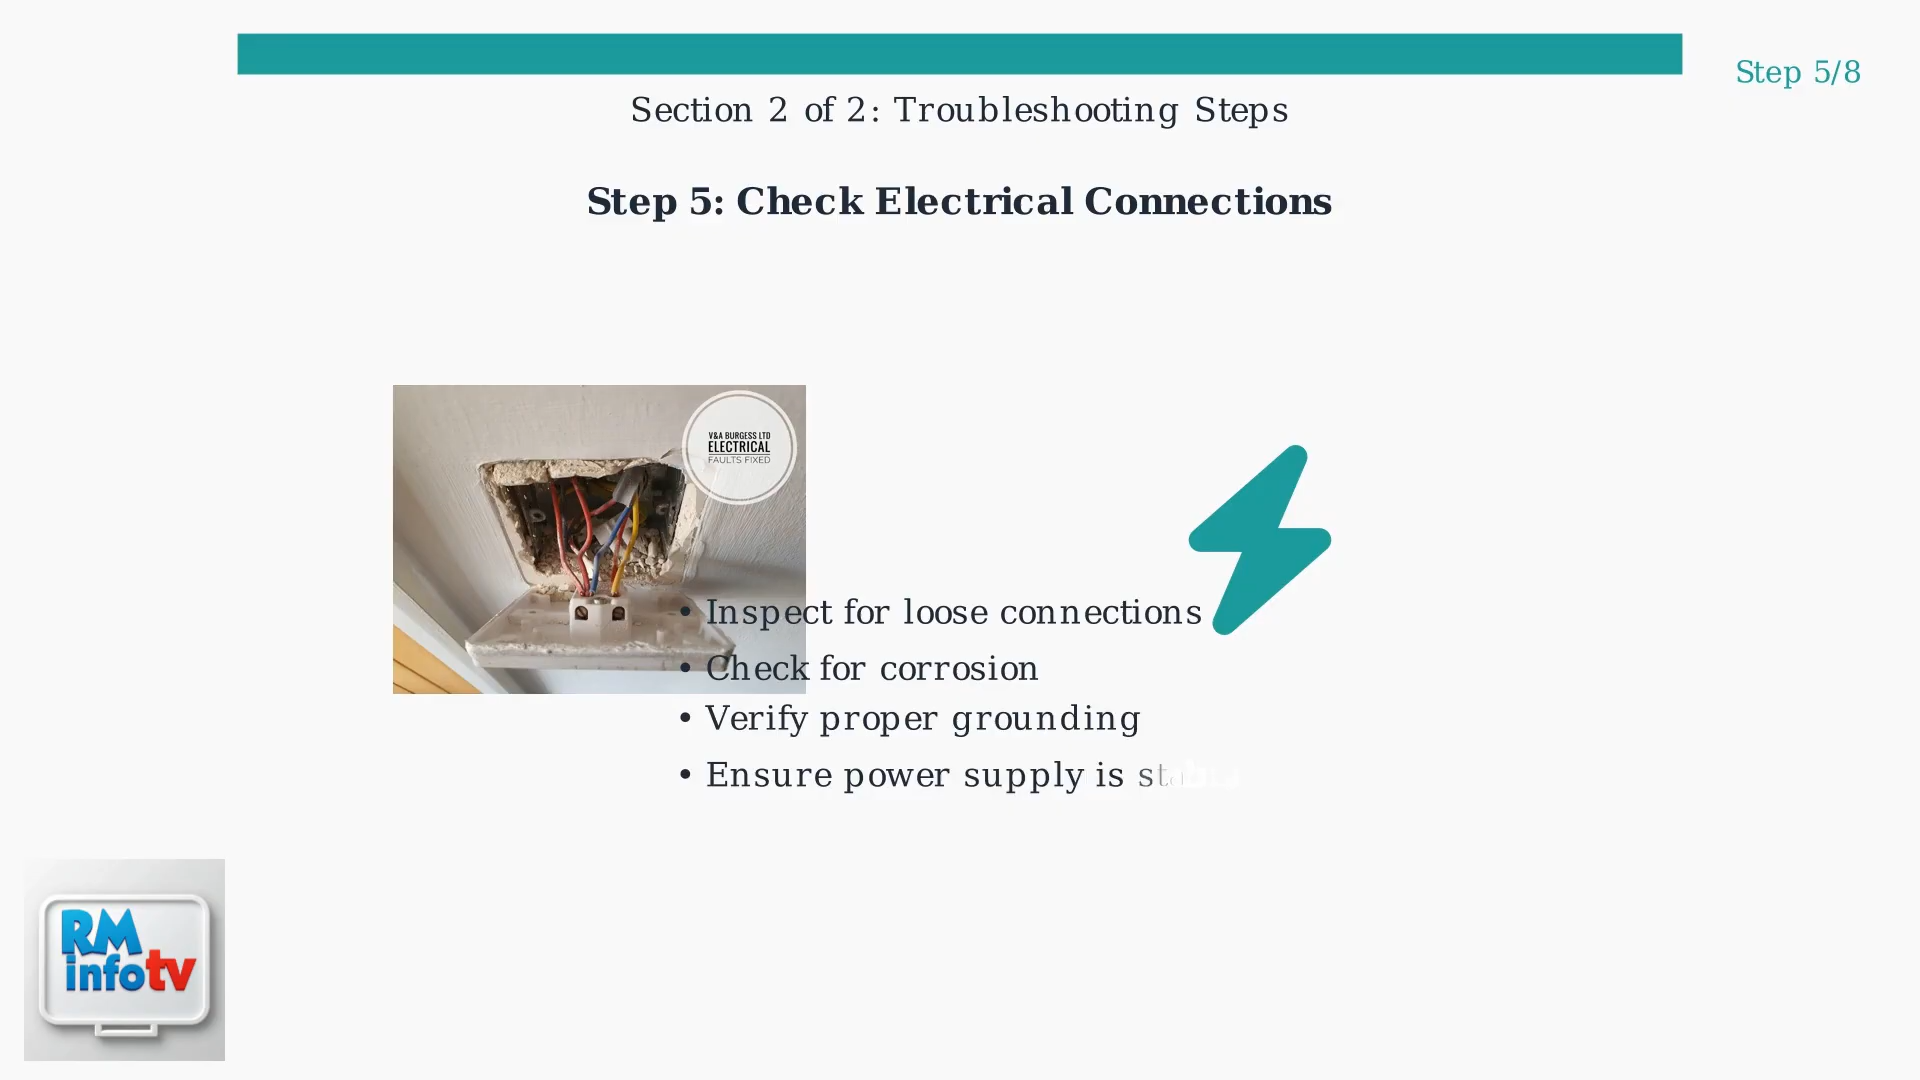 Step 5/8
Section 2 of 2: Troubleshooting Steps
Step 5: Check Electrical Connections
V&A BURGESS LTD
ELECTRICAL
FAULTS FIXED
• Inspect for loose connections
• Check for corrosion
• Verify proper grounding
• Ensure power supply is
RM
infotv